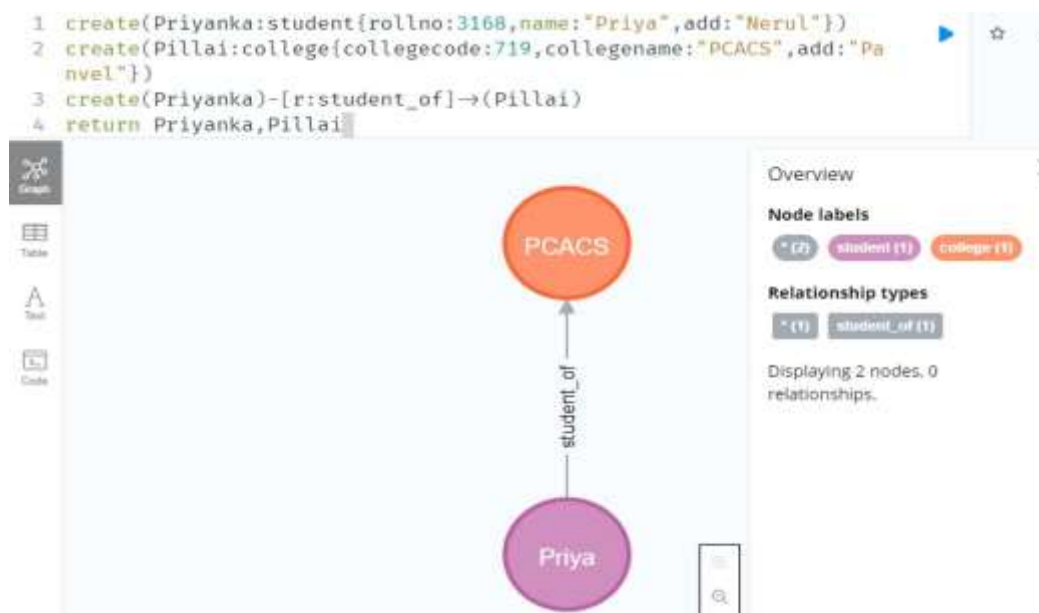 1 create(Priyanka:student{rollno:3168,name:"Priya",add:"Nerul"})
2 create(Pillai:college{collegecode:719,collegename:"PCACS",add:"Pa
nvel"})
3 create(Priyanka)-[r:student_of]→(Pillai)
4 return Priyanka,Pillai
Graph
Table
A
Text
Code
PCACS
student_of
Priya
Overview
Node labels
* (2) student (1) college (1)
Relationship types
* (1) student_of (1)
Displaying 2 nodes, 0
relationships.